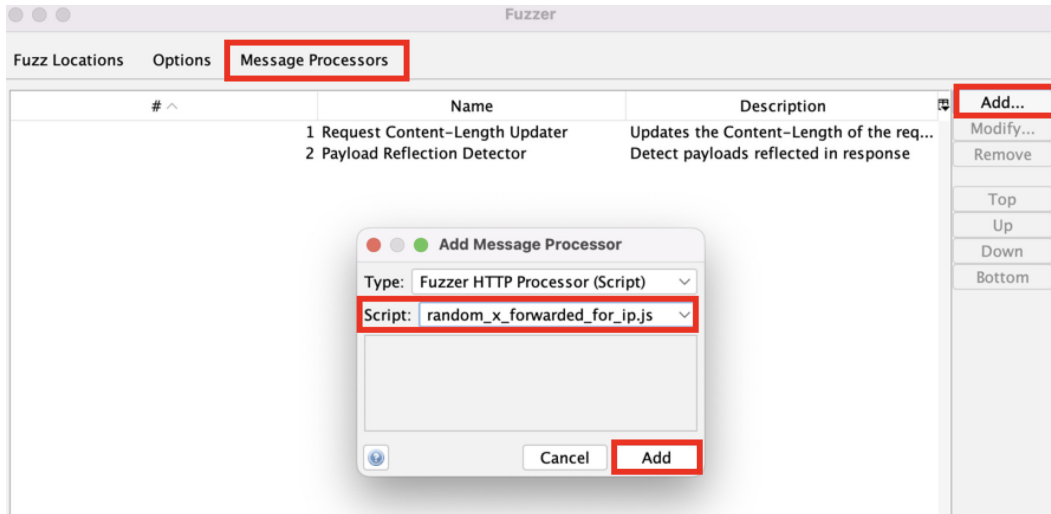 Fuzzer
Fuzz Locations Options Message Processors
# Name Description Add...
1 Request Content-Length Updater Updates the Content-Length of the req... Modify...
2 Payload Reflection Detector Detect payloads reflected in response Remove
Top
Up
Down
Bottom
Add Message Processor
Type: Fuzzer HTTP Processor (Script)
Script: random_x_forwarded_for_ip.js
Cancel Add